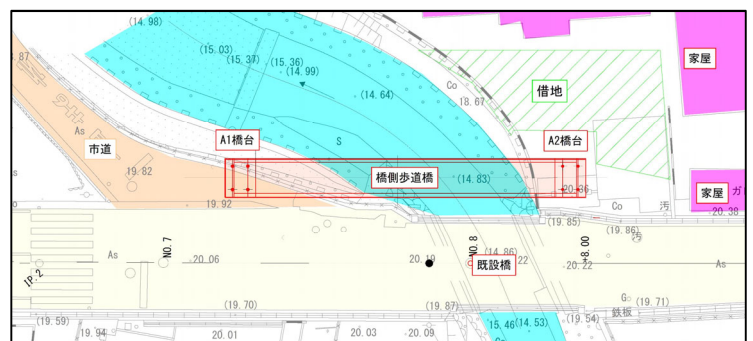 (14.98)
(15.03)
(15.37)
(15.36)
(14.99)
(14.64)
Co
18.67
借地
家屋
As
A1橋台
S
A2橋台
市道
19.82
橋側歩道橋
(14.83)
20.36
家屋
19.92
Co
汚
20.38
(19.85)
(19.86)
汚
NO.7
NO.8
+8.00
As
20.06
20.19
(14.86)
22
既設橋
20.22
As
IP.2
(19.70)
(19.87)
(19.71)
鉄板
(19.59)
19.94
20.01
20.03
20.09
15.46
(14.53)
(19.54)